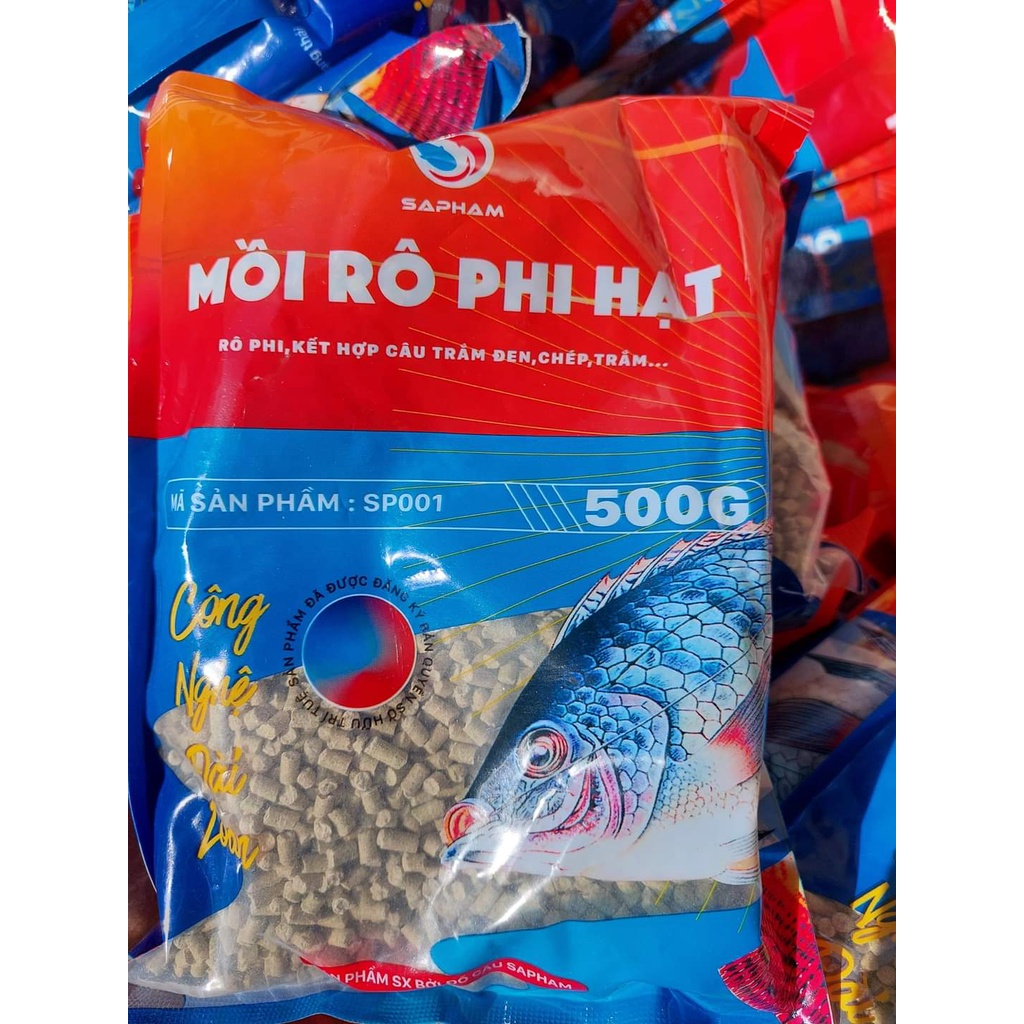 SAPHAM
MỒI RÔ PHI HẠT
RÔ PHI,KẾT HỢP CÂU TRẮM ĐEN,CHÉP,TRẮM...
MÃ SẢN PHẨM : SP001
500G
Công
Nghệ
Đài
Loan
SẢN PHẨM ĐÃ ĐƯỢC ĐĂNG KÝ BẢN QUYỀN SỞ HỮU TRÍ TUỆ
PHẨM SX BỞI ĐỒ CÂU SAPHAM